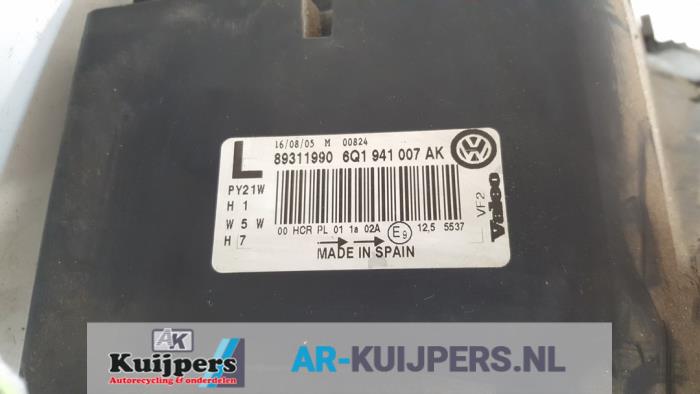 16/08/05 M 00824
L 89311990 6Q1 941 007 AK
PY21W
H 1
W 5 W
H 7
00 HCR PL 01 1a 02A E9 12,5 5537
MADE IN SPAIN
VF2
Valeo
AK
Kuijpers
Autorecycling & onderdelen
AR-KUIJPERS.NL